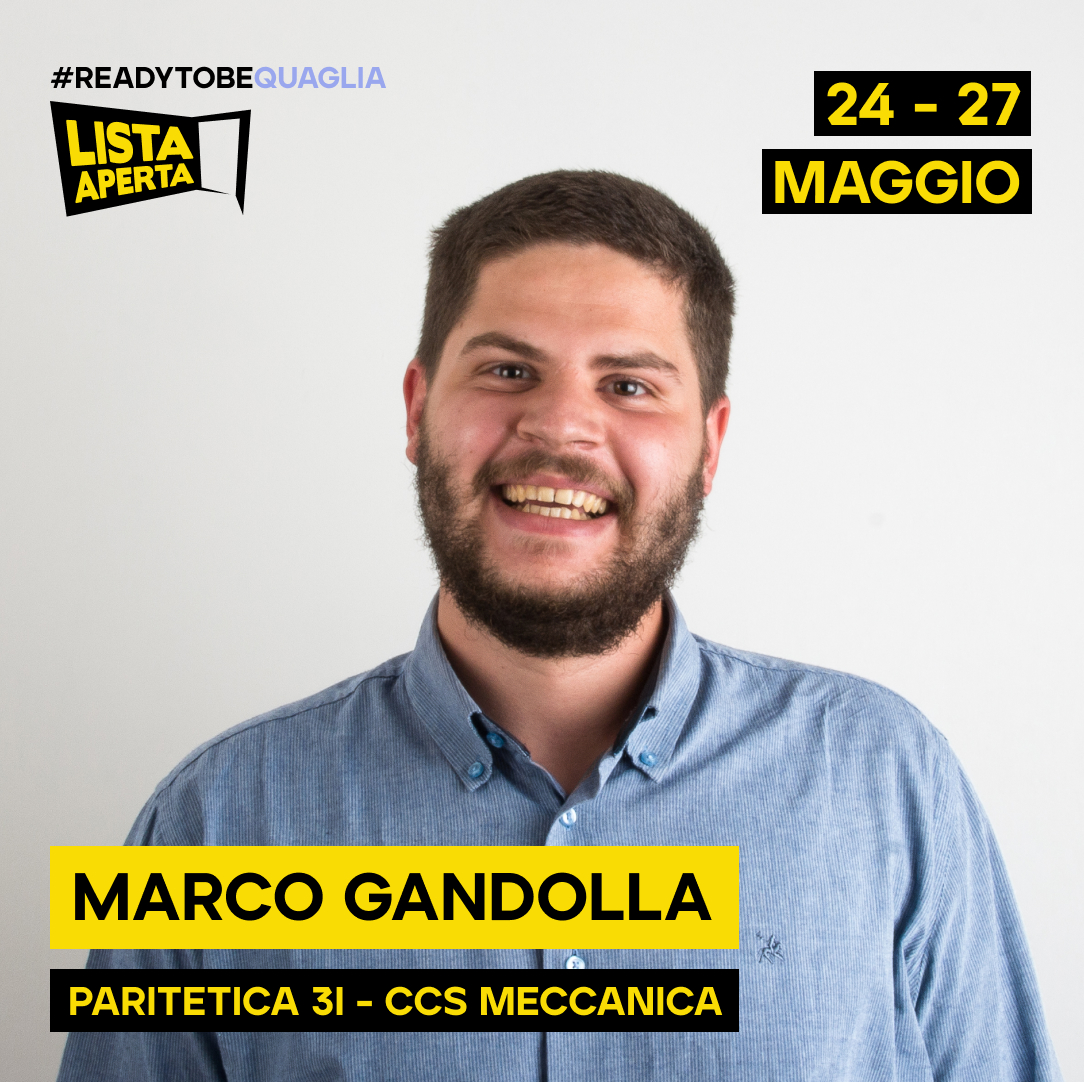 #READYTOBEQUAGLIA
LISTA
APERTA
24 - 27
MAGGIO
MARCO GANDOLLA
PARITETICA 3I - CCS MECCANICA